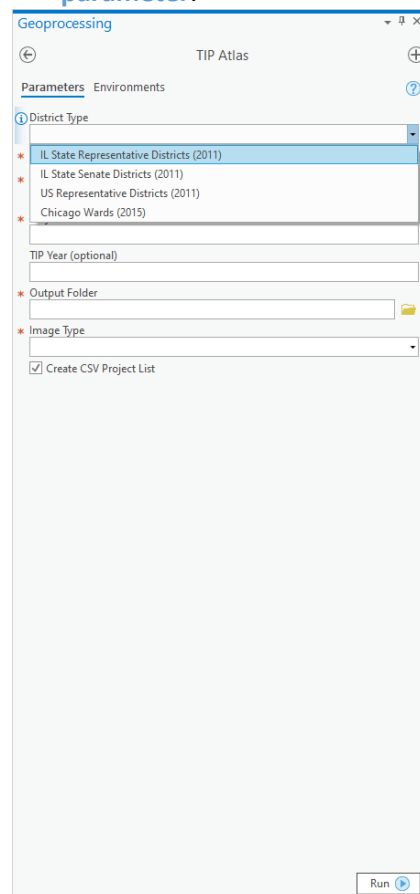 parameter.
Geoprocessing
TIP Atlas
Parameters Environments
District Type
IL State Representative Districts (2011)
IL State Senate Districts (2011)
US Representative Districts (2011)
Chicago Wards (2015)
TIP Year (optional)
* Output Folder
* Image Type
Create CSV Project List
Run